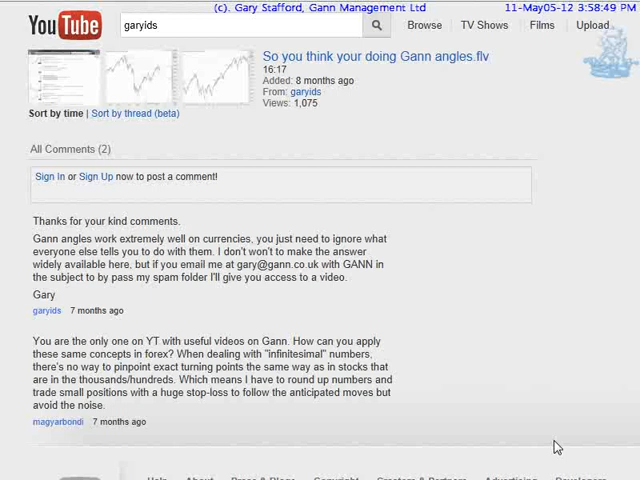 (c). Gary Stafford, Gann Management Ltd 11-May05-12 3:58:49 PM
YouTube garyids Browse TV Shows Films Upload
So you think your doing Gann angles.flv
16:17
Added: 8 months ago
From: garyids
Views: 1,075
Sort by time | Sort by thread (beta)
All Comments (2)
Sign In or Sign Up now to post a comment!
Thanks for your kind comments.
Gann angles work extremely well on currencies, you just need to ignore what
everyone else tells you to do with them. I don't won't to make the answer
widely available here, but if you email me at gary@gann.co.uk with GANN in
the subject to by pass my spam folder I'll give you access to a video.
Gary
garyids 7 months ago
You are the only one on YT with useful videos on Gann. How can you apply
these same concepts in forex? When dealing with "infinitesimal" numbers,
there's no way to pinpoint exact turning points the same way as in stocks that
are in the thousands/hundreds. Which means I have to round up numbers and
trade small positions with a huge stop-loss to follow the anticipated moves but
avoid the noise.
magyarbondi 7 months ago
Help About Press & Blogs Copyright Creators & Partners Advertising Developers